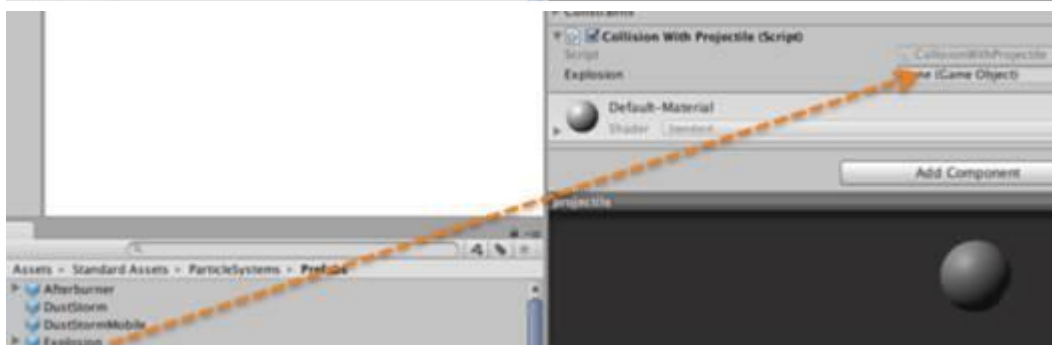 Constraints
Collision With Projectile (Script)
Script CollisionWithProjectile
Explosion ne (Game Object)
Default-Material
Shader Standard
Add Component
projectile
Assets ▸ Standard Assets ▸ ParticleSystems ▸ Prefabs
Afterburner
DustStorm
DustStormMobile
Explosion